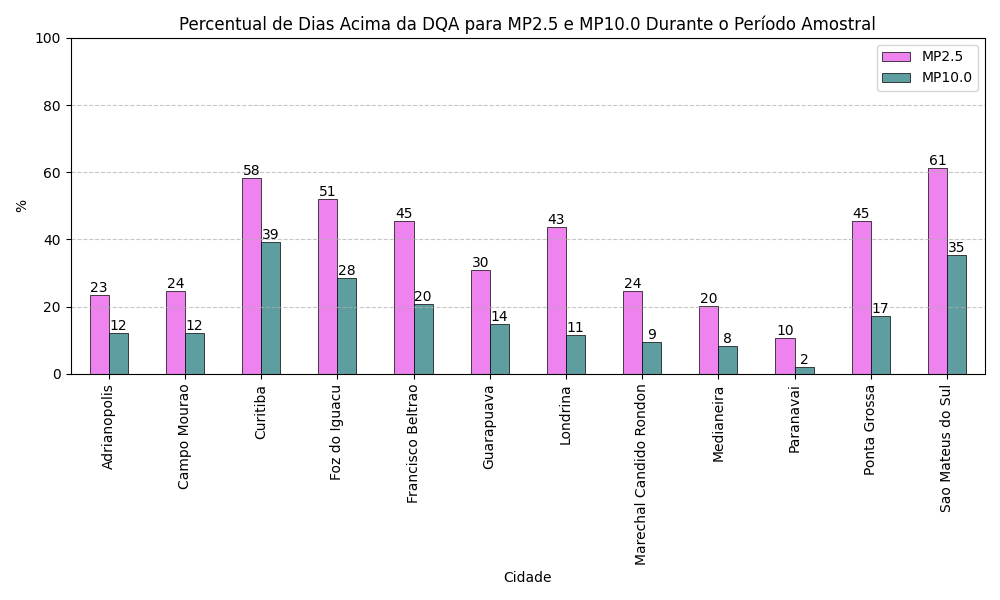 Percentual de Dias Acima da DQA para MP2.5 e MP10.0 Durante o Período Amostral
MP2.5
MP10.0
%
100
80
60
40
20
0
23
12
24
12
58
39
51
28
45
20
30
14
43
11
24
9
20
8
10
2
45
17
61
35
Adrianopolis
Campo Mourao
Curitiba
Foz do Iguacu
Francisco Beltrao
Guarapuava
Londrina
Marechal Candido Rondon
Medianeira
Paranavai
Ponta Grossa
Sao Mateus do Sul
Cidade